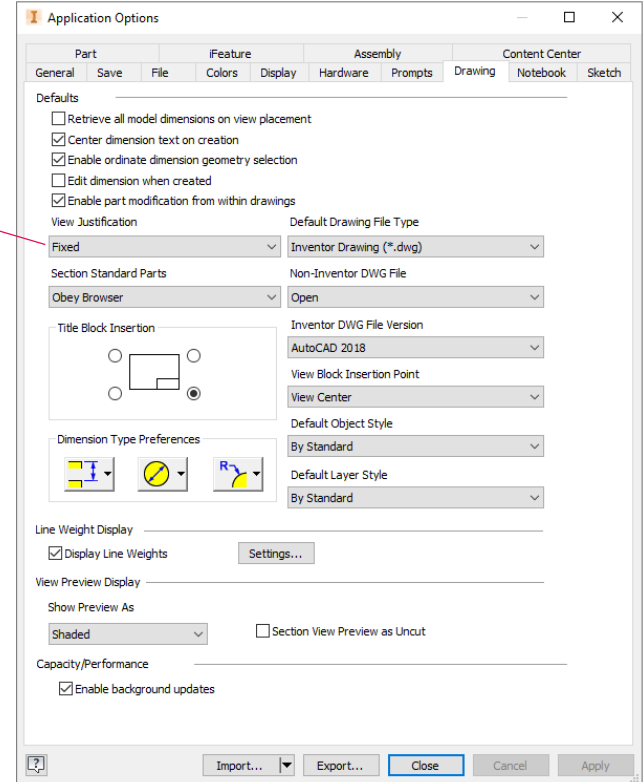 Application Options
Part iFeature Assembly Content Center
General Save File Colors Display Hardware Prompts Drawing Notebook Sketch
Defaults
Retrieve all model dimensions on view placement
Center dimension text on creation
Enable ordinate dimension geometry selection
Edit dimension when created
Enable part modification from within drawings
View Justification
Fixed
Section Standard Parts
Obey Browser
Title Block Insertion
Dimension Type Preferences
R
Default Drawing File Type
Inventor Drawing (*.dwg)
Non-Inventor DWG File
Open
Inventor DWG File Version
AutoCAD 2018
View Block Insertion Point
View Center
Default Object Style
By Standard
Default Layer Style
By Standard
Line Weight Display
Display Line Weights Settings...
View Preview Display
Show Preview As
Shaded Section View Preview as Uncut
Capacity/Performance
Enable background updates
? Import... Export... Close Cancel Apply